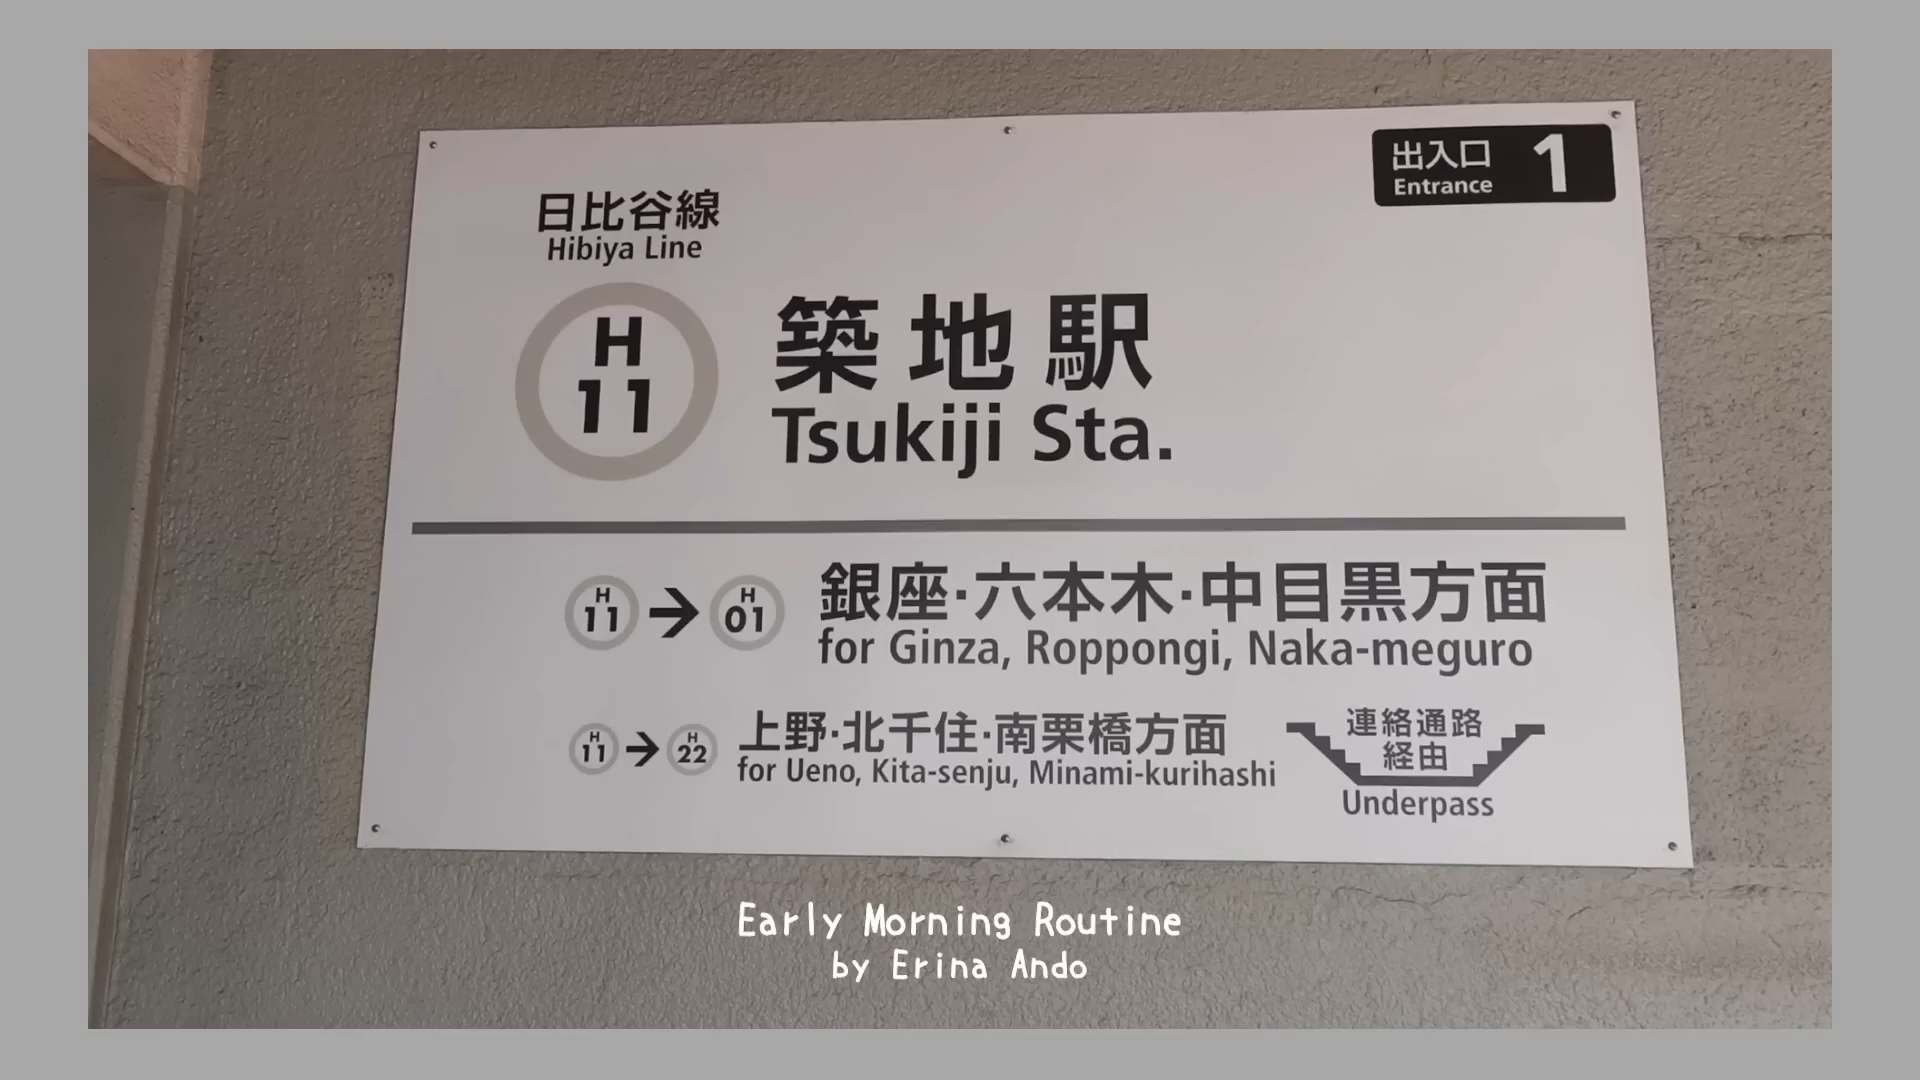 出入口
Entrance
1
日比谷線
Hibiya Line
H
11
築地駅
Tsukiji Sta.
H
11
H
01
銀座・六本木・中目黒方面
for Ginza, Roppongi, Naka-meguro
H
11
H
22
上野・北千住・南栗橋方面
for Ueno, Kita-senju, Minami-kurihashi
連絡通路
経由
Underpass
Early Morning Routine
by Erina Ando